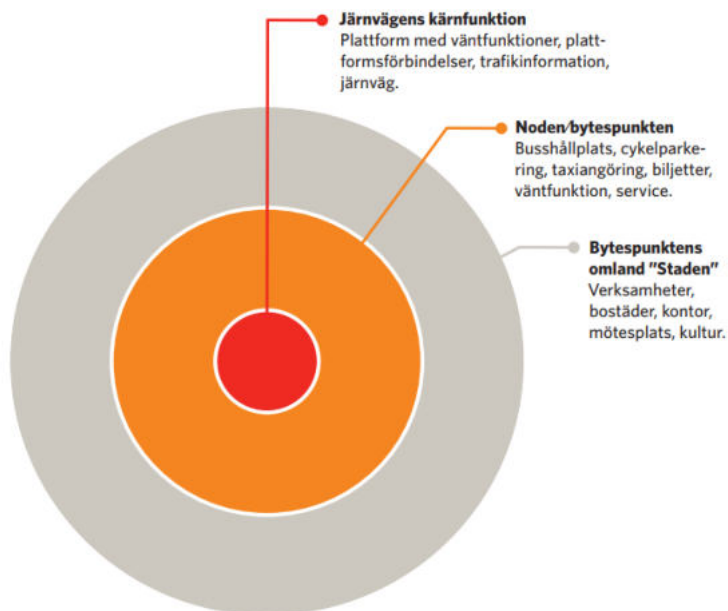 Järnvägens kärnfunktion
Plattform med väntfunktioner, platt-
formsförbindelser, trafikinformation,
järnväg.
Noden/bytespunkten
Busshållplats, cykelparke-
ring, taxiangöring, biljetter,
väntfunktion, service.
Bytespunktens
omland ”Staden”
Verksamheter,
bostäder, kontor,
mötesplats, kultur.